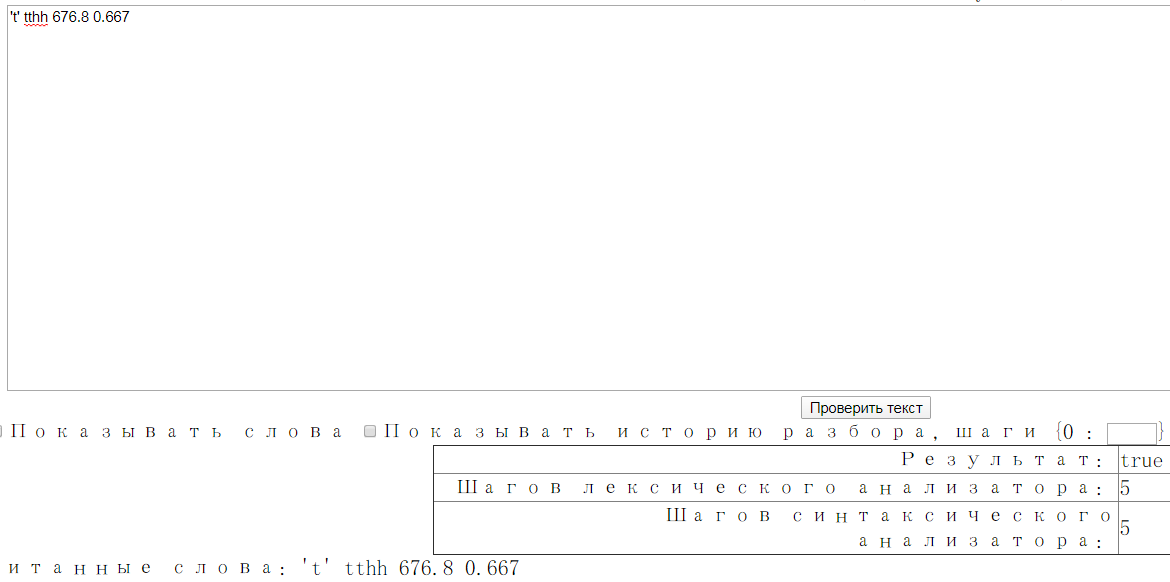 't' tthh 676.8 0.667
Проверить текст
Показывать слова Показывать историю разбора, шаги {0 : }
Результат: true
Шагов лексического анализатора: 5
Шагов синтаксического
анализатора: 5
итанные слова: 't' tthh 676.8 0.667